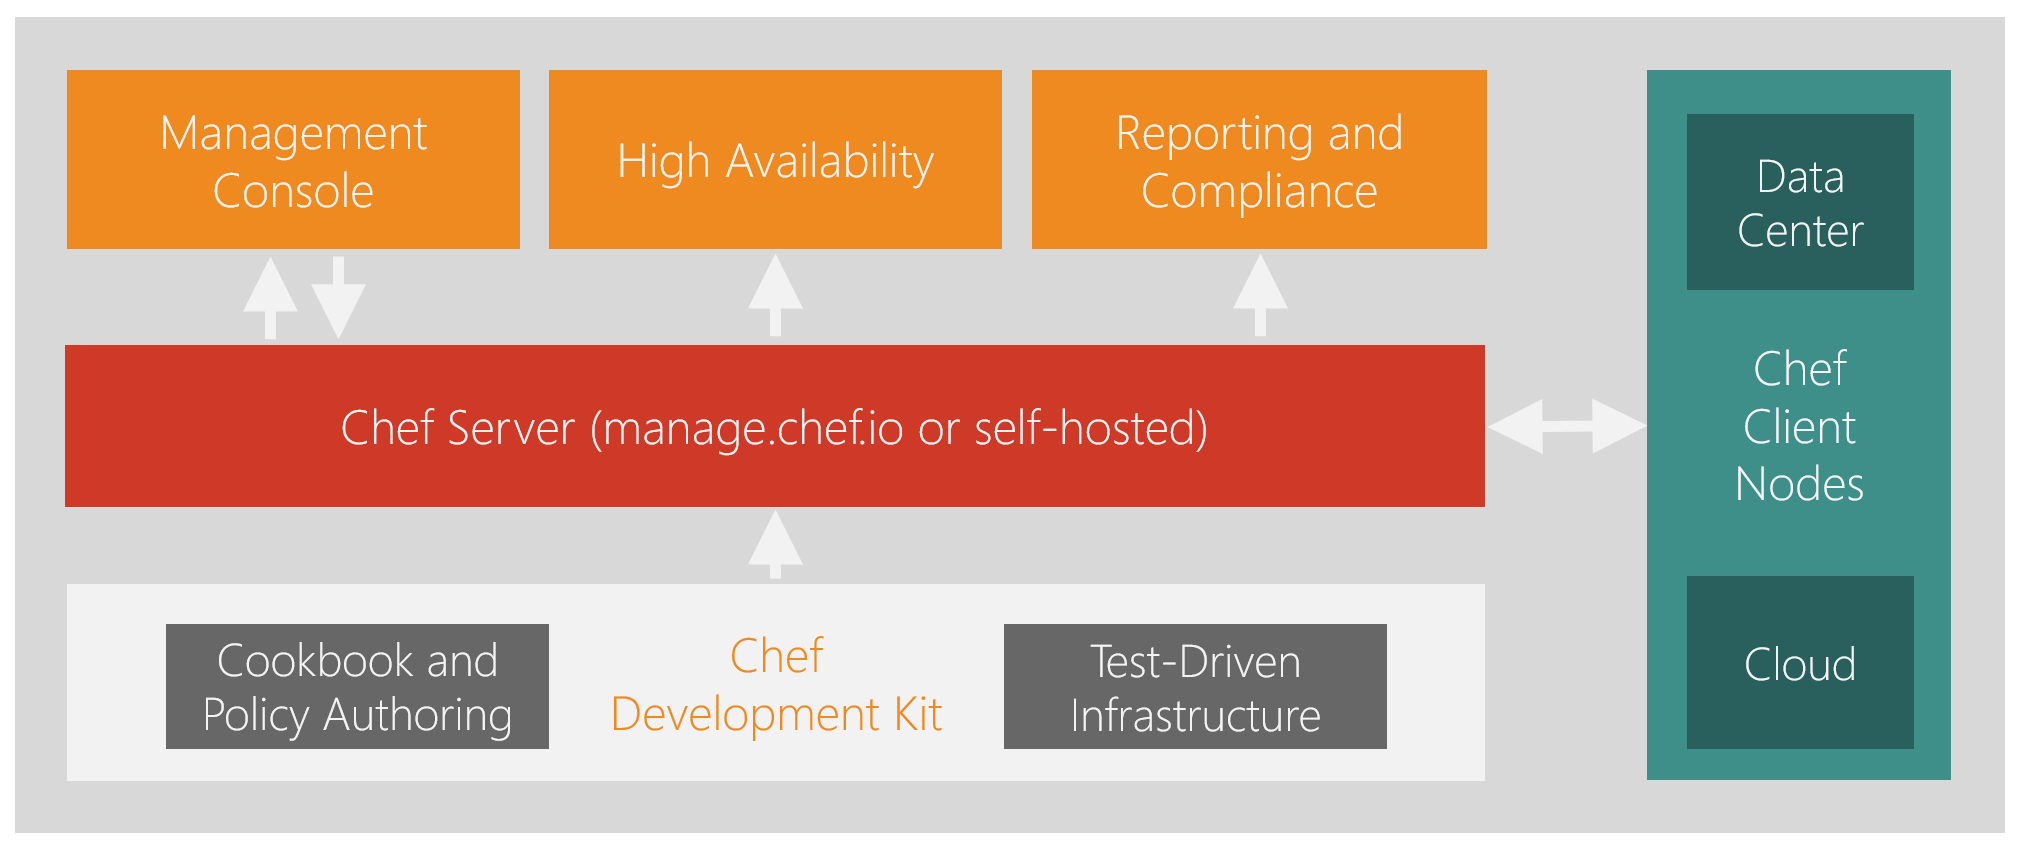 Management
Console
High Availability
Reporting and
Compliance
Data
Center
Chef Server (manage.chef.io or self-hosted)
Chef
Client
Nodes
Cookbook and
Policy Authoring
Chef
Development Kit
Test-Driven
Infrastructure
Cloud